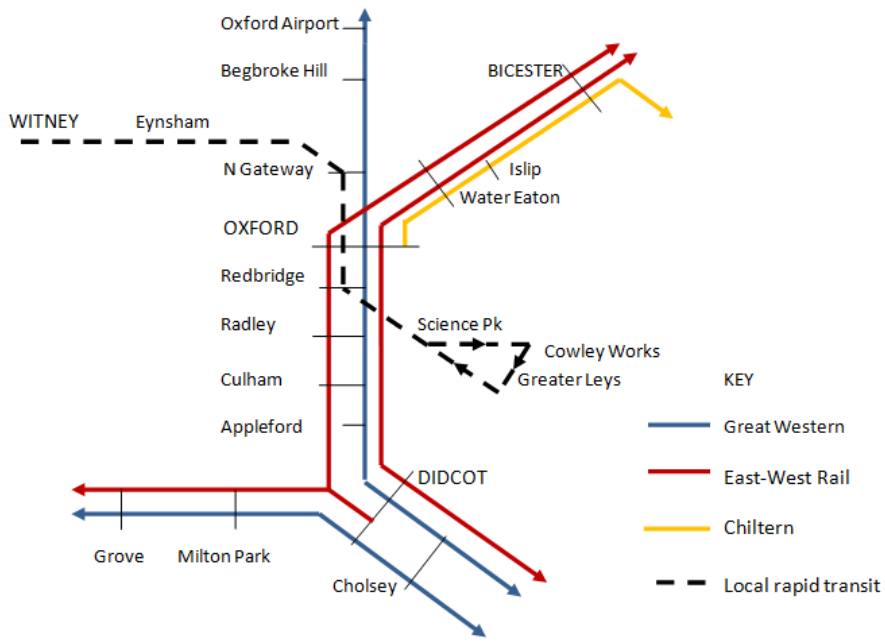 Oxford Airport
Begbroke Hill
BICESTER
WITNEY
Eynsham
N Gateway
Islip
Water Eaton
OXFORD
Redbridge
Radley
Science Pk
Cowley Works
Culham
Greater Leys
KEY
Appleford
Great Western
DIDCOT
East-West Rail
Chiltern
Grove
Milton Park
Cholsey
Local rapid transit